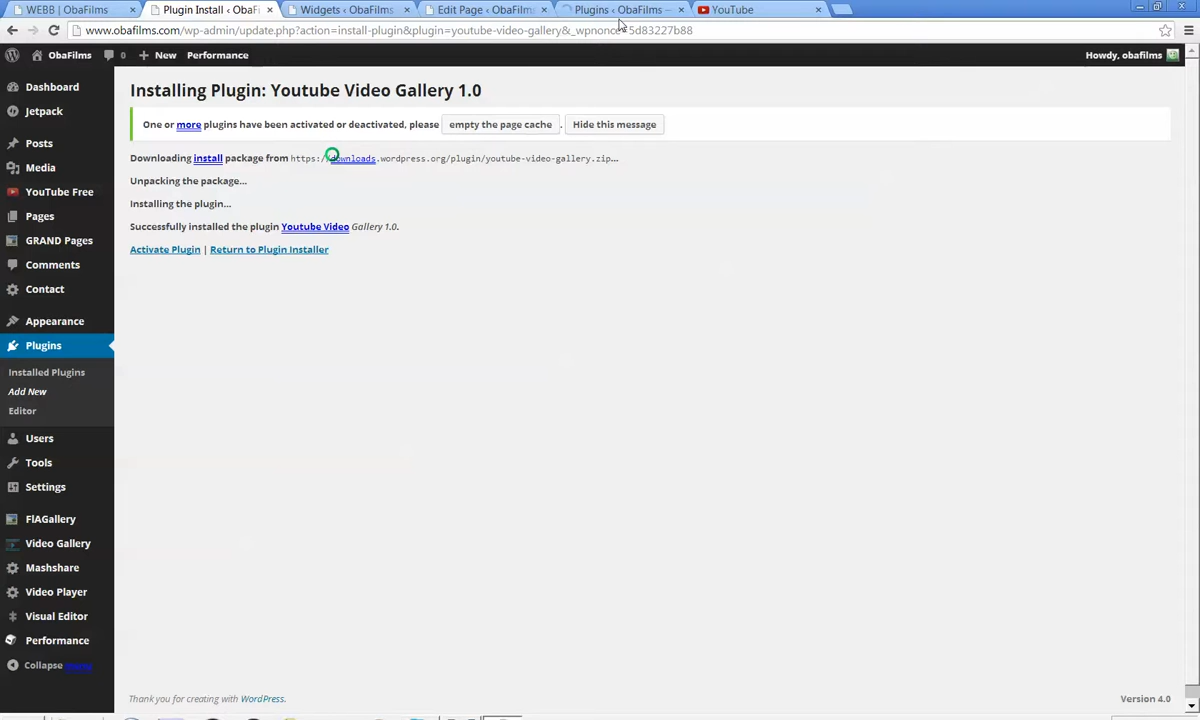 WEBB | ObaFilms
Plugin Install ‹ ObaFi
Widgets ‹ ObaFilms
Edit Page ‹ ObaFilms
Plugins ‹ ObaFilms —
YouTube
www.obafilms.com/wp-admin/update.php?action=install-plugin&plugin=youtube-video-gallery&_wpnonce=5d83227b88
ObaFilms 0 New Performance
Howdy, obafilms
Dashboard
Jetpack
Posts
Media
YouTube Free
Pages
GRAND Pages
Comments
Contact
Appearance
Plugins
Installed Plugins
Add New
Editor
Users
Tools
Settings
FlAGallery
Video Gallery
Mashshare
Video Player
Visual Editor
Performance
Collapse menu
Installing Plugin: Youtube Video Gallery 1.0
One or more plugins have been activated or deactivated, please empty the page cache . Hide this message
Downloading install package from https://downloads.wordpress.org/plugin/youtube-video-gallery.zip…
Unpacking the package…
Installing the plugin…
Successfully installed the plugin Youtube Video Gallery 1.0.
Activate Plugin | Return to Plugin Installer
Thank you for creating with WordPress.
Version 4.0